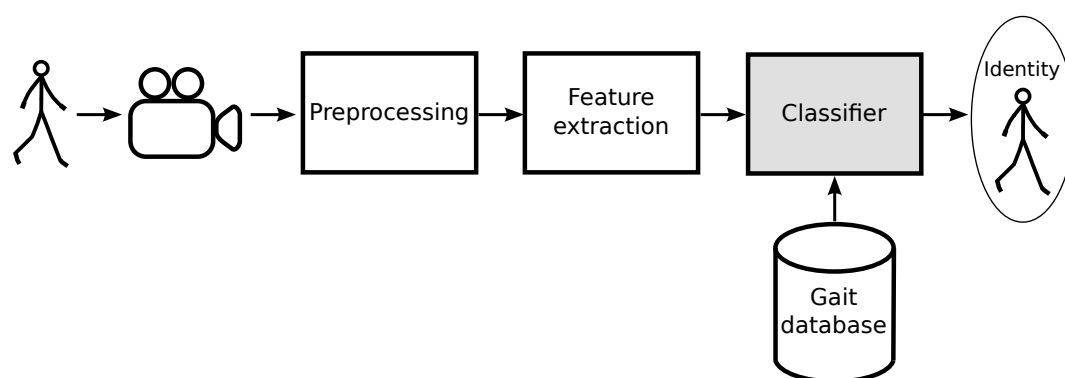 Preprocessing
Feature
extraction
Classifier
Identity
Gait
database